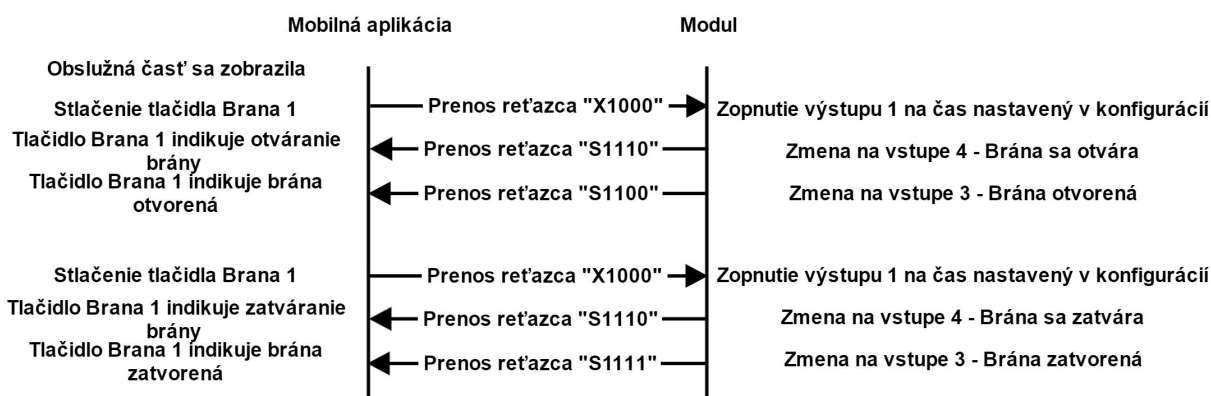 Mobilná aplikácia
Modul
Obslužná časť sa zobrazila
Stlačenie tlačidla Brana 1
Prenos reťazca "X1000"
Zopnutie výstupu 1 na čas nastavený v konfigurácií
Tlačidlo Brana 1 indikuje otváranie
brány
Prenos reťazca "S1110"
Zmena na vstupe 4 - Brána sa otvára
Tlačidlo Brana 1 indikuje brána
otvorená
Prenos reťazca "S1100"
Zmena na vstupe 3 - Brána otvorená
Stlačenie tlačidla Brana 1
Prenos reťazca "X1000"
Zopnutie výstupu 1 na čas nastavený v konfigurácií
Tlačidlo Brana 1 indikuje zatváranie
brány
Prenos reťazca "S1110"
Zmena na vstupe 4 - Brána sa zatvára
Tlačidlo Brana 1 indikuje brána
zatvorená
Prenos reťazca "S1111"
Zmena na vstupe 3 - Brána zatvorená